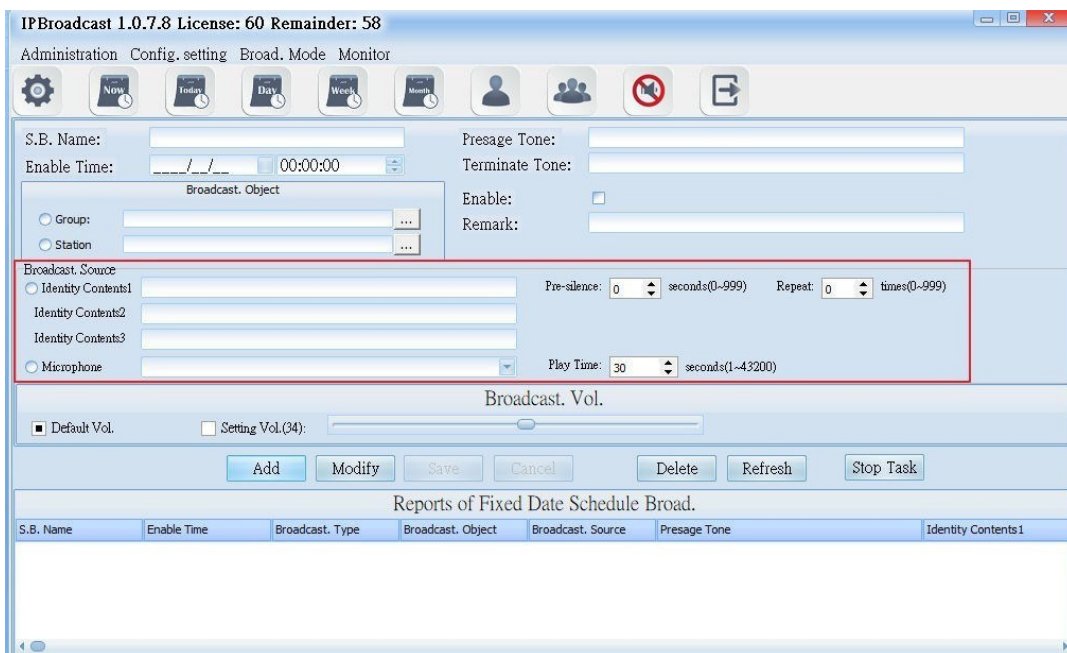 IPBroadcast 1.0.7.8 License: 60 Remainder: 58
Administration Config. setting Broad. Mode Monitor
Now Today Day Week Month
S.B. Name: Presage Tone:
Enable Time: ____/__/__ 00:00:00 Terminate Tone:
Broadcast. Object
Enable:
Group: ... Remark:
Station ...
Broadcast. Source
Identity Contents1 Pre-silence: 0 seconds(0~999) Repeat: 0 times(0~999)
Identity Contents2
Identity Contents3
Microphone Play Time: 30 seconds(1~43200)
Broadcast. Vol.
Default Vol. Setting Vol.(34):
Add Modify Save Cancel Delete Refresh Stop Task
Reports of Fixed Date Schedule Broad.
S.B. Name Enable Time Broadcast. Type Broadcast. Object Broadcast. Source Presage Tone Identity Contents1